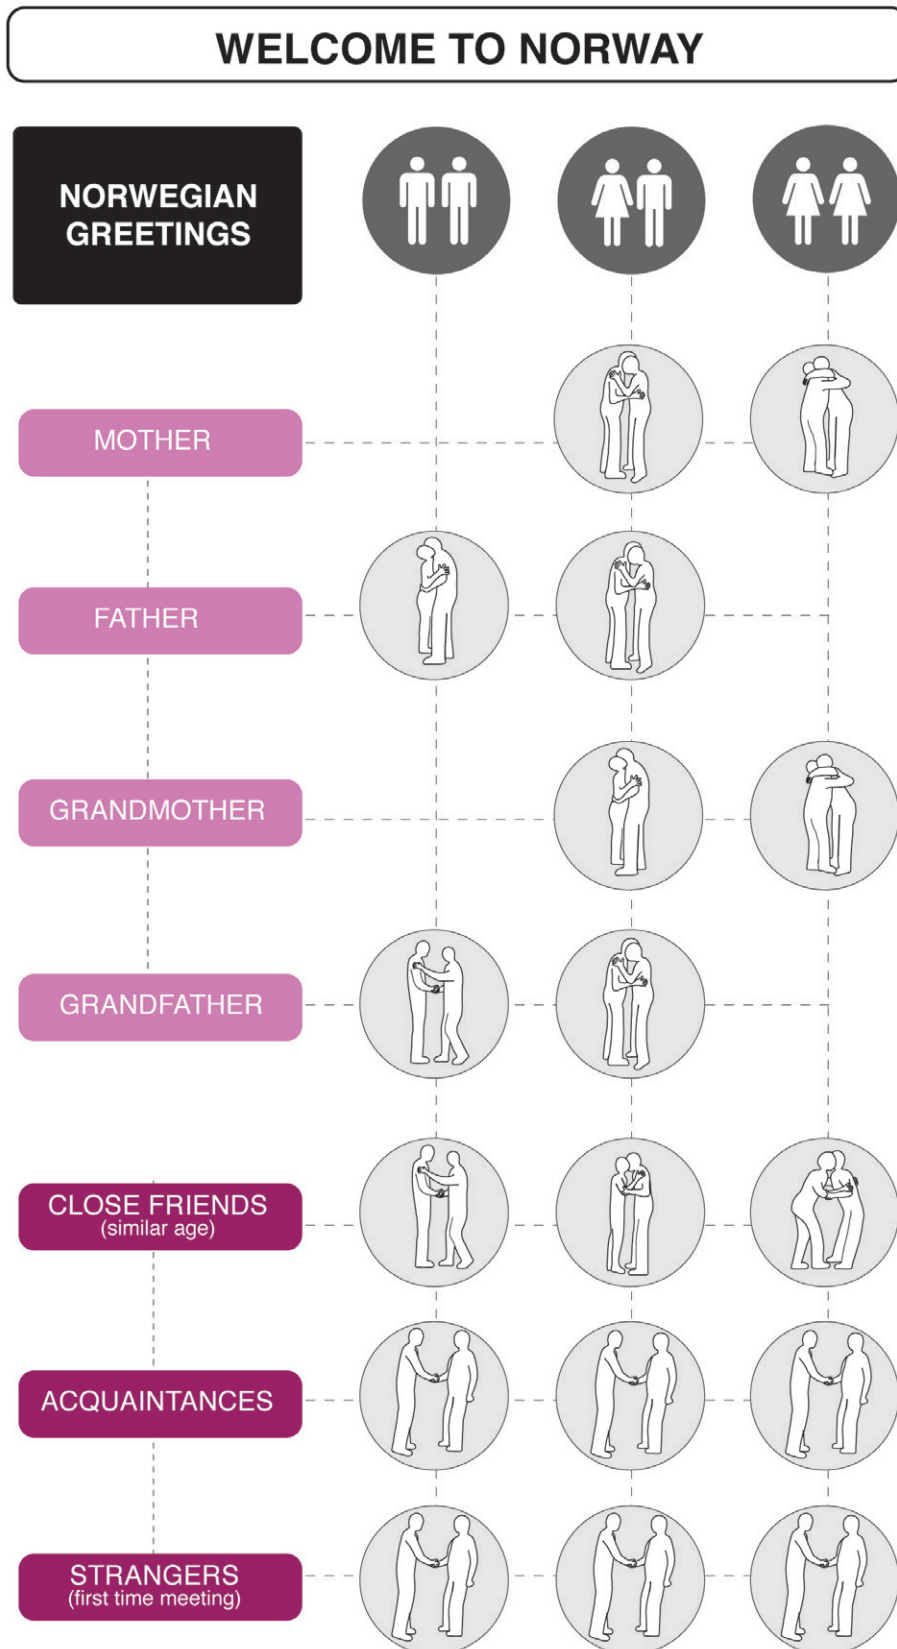 WELCOME TO NORWAY
NORWEGIAN
GREETINGS
MOTHER
FATHER
GRANDMOTHER
GRANDFATHER
CLOSE FRIENDS
(similar age)
ACQUAINTANCES
STRANGERS
(first time meeting)